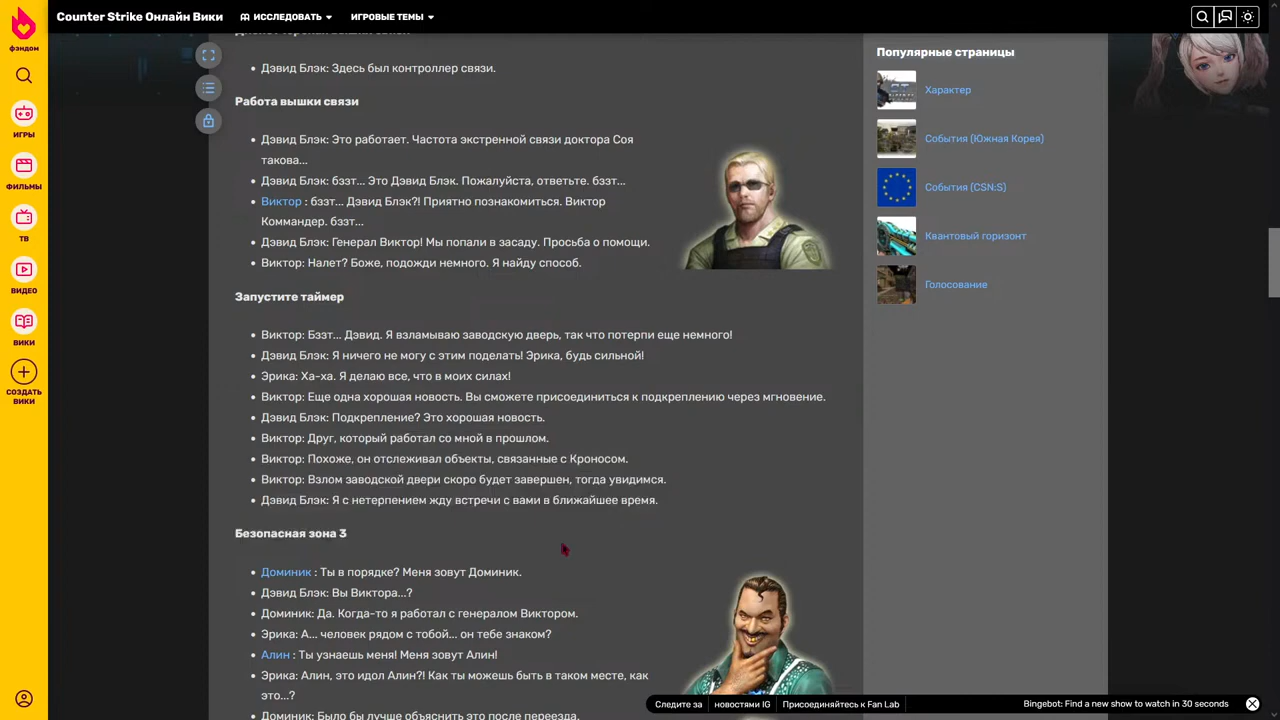 Counter Strike Онлайн Вики
ИССЛЕДОВАТЬ
ИГРОВЫЕ ТЕМЫ
фэндом
ИГРЫ
ФИЛЬМЫ
ТВ
ВИДЕО
ВИКИ
СОЗДАТЬ
ВИКИ
Дэвид Блэк: Здесь был контроллер связи.
Работа вышки связи
Дэвид Блэк: Это работает. Частота экстренной связи доктора Соя
такова...
Дэвид Блэк: бззт... Это Дэвид Блэк. Пожалуйста, ответьте. бззт...
Виктор : бззт... Дэвид Блэк?! Приятно познакомиться. Виктор
Коммандер. бззт...
Дэвид Блэк: Генерал Виктор! Мы попали в засаду. Просьба о помощи.
Виктор: Налет? Боже, подожди немного. Я найду способ.
Запустите таймер
Виктор: Бззт... Дэвид. Я взламываю заводскую дверь, так что потерпи еще немного!
Дэвид Блэк: Я ничего не могу с этим поделать! Эрика, будь сильной!
Эрика: Ха-ха. Я делаю все, что в моих силах!
Виктор: Еще одна хорошая новость. Вы сможете присоединиться к подкреплению через мгновение.
Дэвид Блэк: Подкрепление? Это хорошая новость.
Виктор: Друг, который работал со мной в прошлом.
Виктор: Похоже, он отслеживал объекты, связанные с Кроносом.
Виктор: Взлом заводской двери скоро будет завершен, тогда увидимся.
Дэвид Блэк: Я с нетерпением жду встречи с вами в ближайшее время.
Безопасная зона 3
Доминик : Ты в порядке? Меня зовут Доминик.
Дэвид Блэк: Вы Виктора...?
Доминик: Да. Когда-то я работал с генералом Виктором.
Эрика: А... человек рядом с тобой... он тебе знаком?
Алин : Ты узнаешь меня! Меня зовут Алин!
Эрика: Алин, это идол Алин?! Как ты можешь быть в таком месте, как
это...?
Доминик: Было бы лучше объяснить это после переезда.
Популярные страницы
Характер
События (Южная Корея)
События (CSN:S)
Квантовый горизонт
Голосование
Следите за
новостями IG
Присоединяйтесь к Fan Lab
Bingebot: Find a new show to watch in 30 seconds